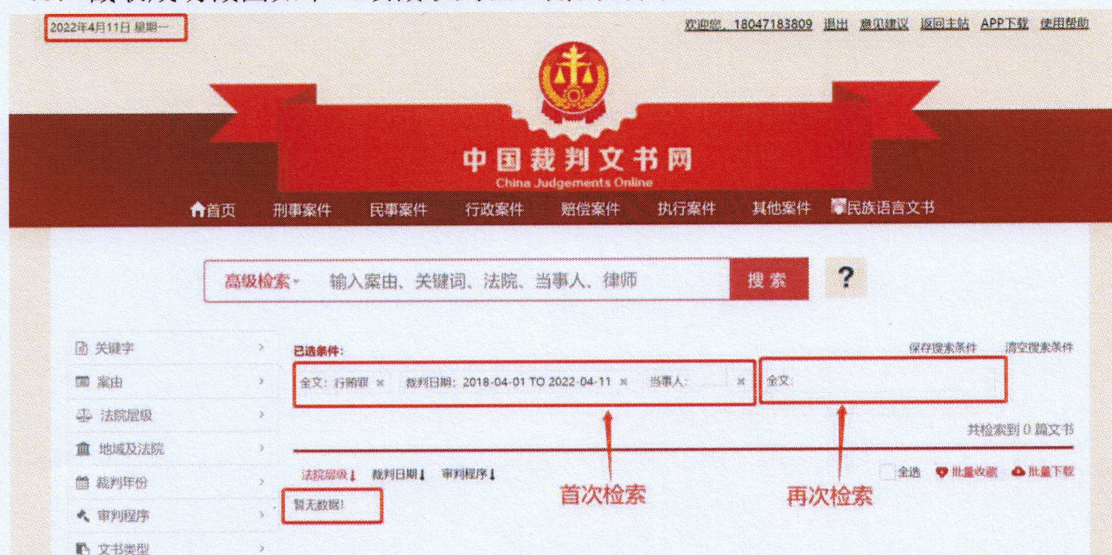 2022年4月11日 星期一
欢迎您，18047183809 退出 意见建议 返回主站 APP下载 使用帮助
中国裁判文书网
China Judgements Online
首页 刑事案件 民事案件 行政案件 赔偿案件 执行案件 其他案件 民族语言文书
高级检索 输入案由、关键词、法院、当事人、律师 搜索 ?
关键字
已选条件：
保存搜索条件 清空搜索条件
案由
全文：行贿罪 × 裁判日期：2018-04-01 TO 2022-04-11 × 当事人： × 全文：
法院层级
地域及法院
共检索到 0 篇文书
裁判年份
法院层级 裁判日期 审判程序
全选 批量收藏 批量下载
首次检索 再次检索
暂无数据！
审判程序
文书类型